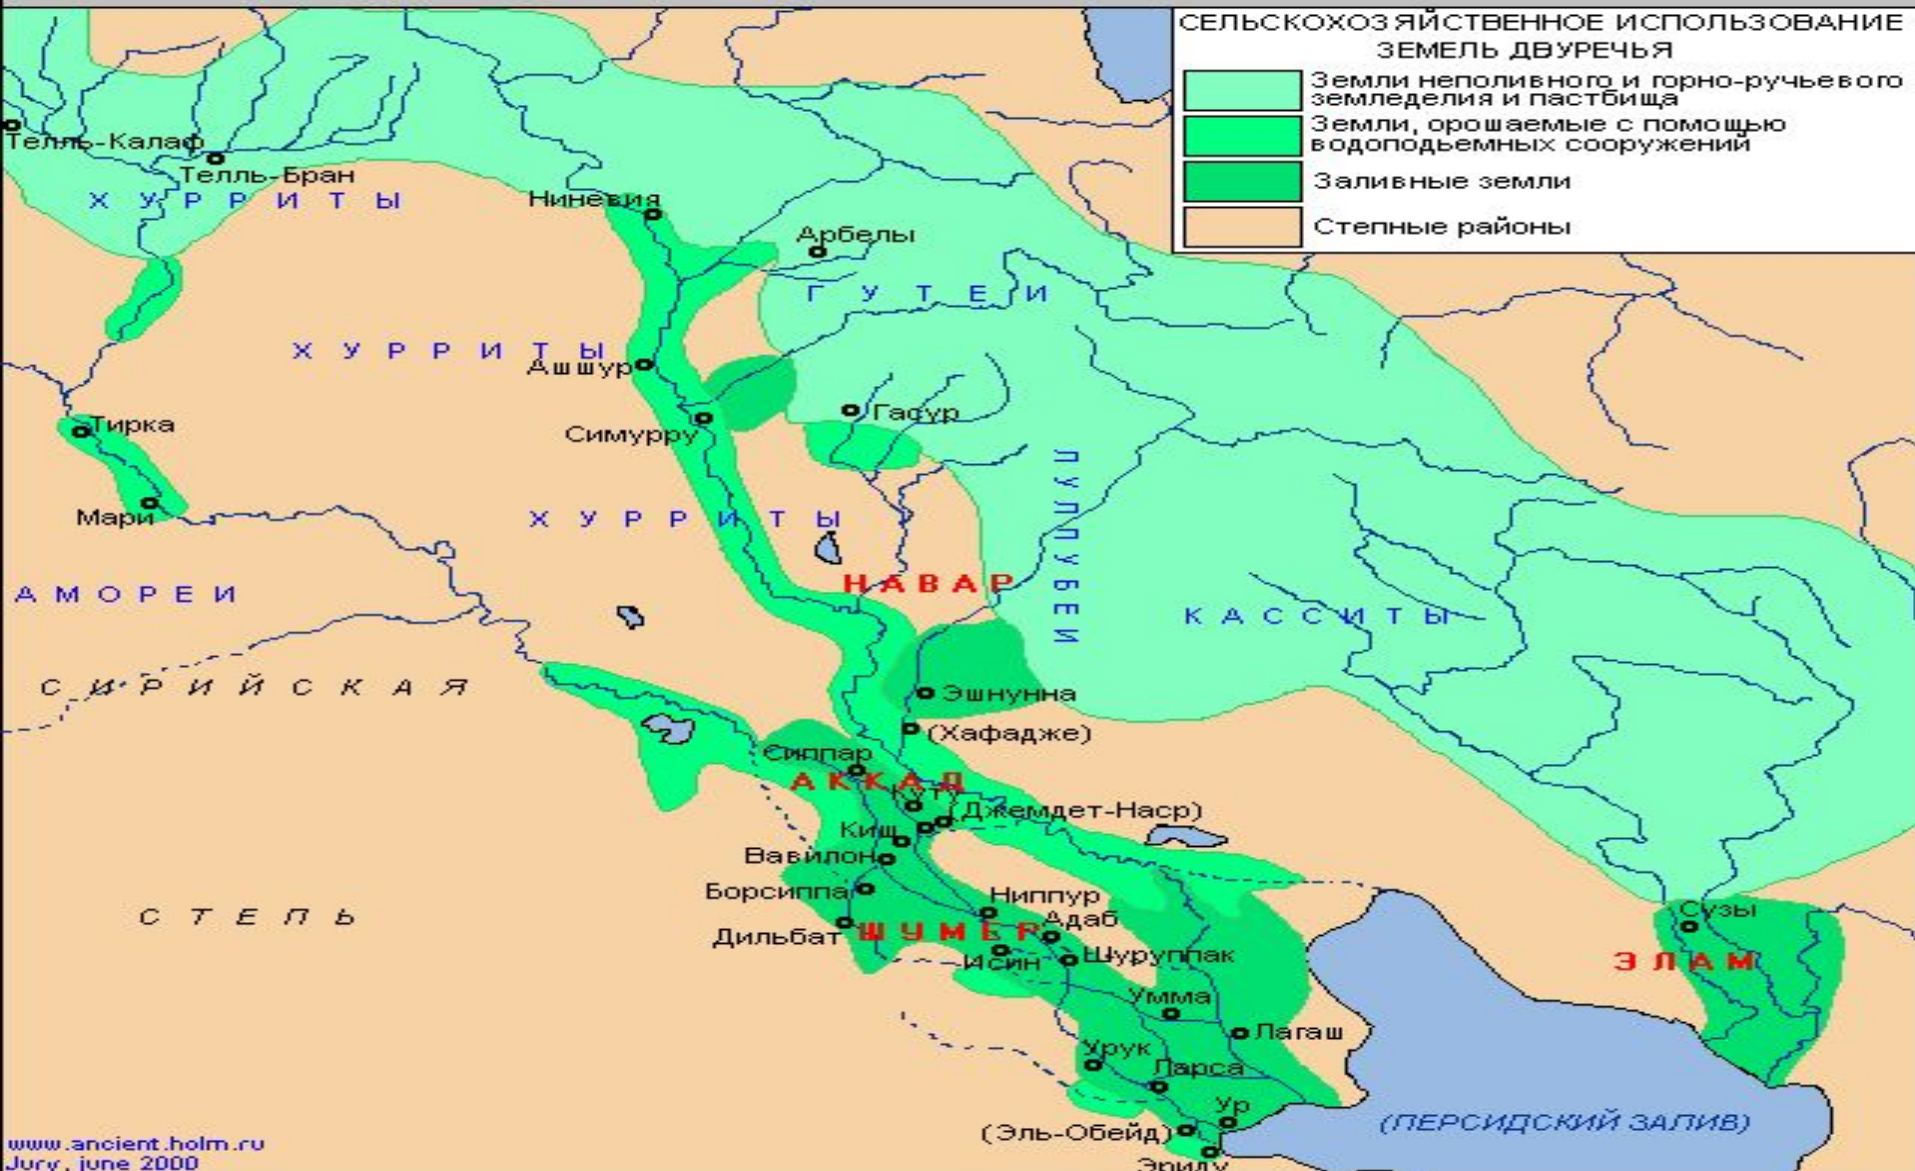 СЕЛЬСКОХОЗЯЙСТВЕННОЕ ИСПОЛЬЗОВАНИЕ
ЗЕМЕЛЬ ДВУРЕЧЬЯ
Земли неполивного и горно-ручьевого
земледелия и пастбища
Земли, орошаемые с помощью
водоподьемных сооружений
Заливные земли
Степные районы
Телль-Калаф
Телль-Бран
ХУРРИТЫ
Ниневия
Арбелы
ГУТЕИ
ХУРРИТЫ
Ашшур
Гасур
Симурру
Тирка
Мари
ХУРРИТЫ
ЛУЛЛУБЕИ
НАВАР
АМОРЕИ
КАССИТЫ
СИРИЙСКАЯ
Эшнунна
(Хафадже)
Сиппар
АККАД
Куту
(Джемдет-Наср)
Киш
Вавилон
Борсиппа
Ниппур
Адаб
Дильбат
ШУМЕР
Исин
Шуруппак
СТЕПЬ
Сузы
ЭЛАМ
Умма
Лагаш
Урук
Ларса
Ур
(Эль-Обейд)
Эриду
(ПЕРСИДСКИЙ ЗАЛИВ)
www.ancient.holm.ru
Jury, june 2000